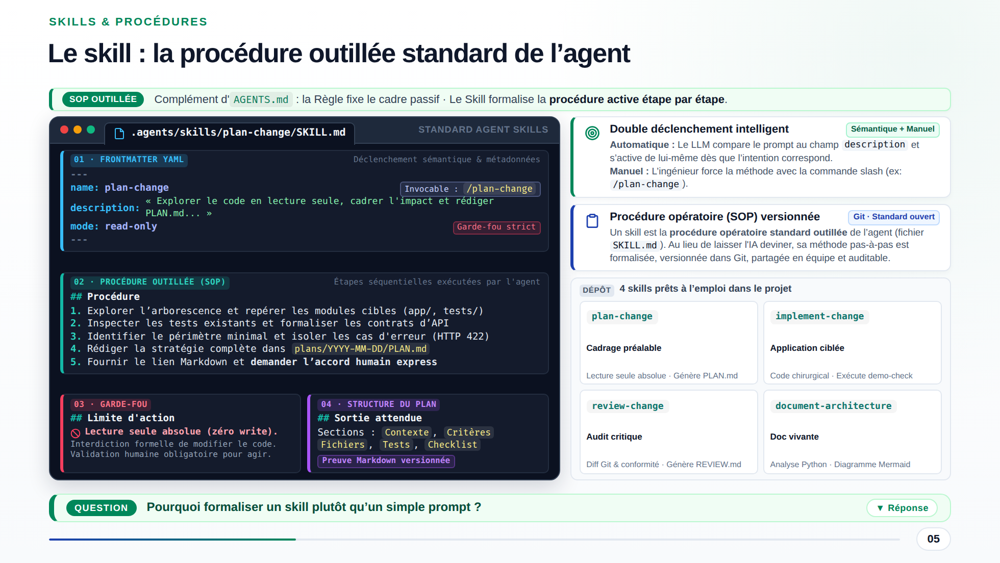 SKILLS & PROCÉDURES
Le skill : la procédure outillée standard de l’agent
SOP OUTILLÉE Complément d'AGENTS.md : la Règle fixe le cadre passif · Le Skill formalise la procédure active étape par étape.
.agents/skills/plan-change/SKILL.md STANDARD AGENT SKILLS
01 · FRONTMATTER YAML Déclenchement sémantique & métadonnées
---
name: plan-change Invocable : /plan-change
description: « Explorer le code en lecture seule, cadrer l'impact et rédiger
PLAN.md... »
mode: read-only Garde-fou strict
---
02 · PROCÉDURE OUTILLÉE (SOP) Étapes séquentielles exécutées par l'agent
## Procédure
1. Explorer l’arborescence et repérer les modules cibles (app/, tests/)
2. Inspecter les tests existants et formaliser les contrats d’API
3. Identifier le périmètre minimal et isoler les cas d'erreur (HTTP 422)
4. Rédiger la stratégie complète dans plans/YYYY-MM-DD/PLAN.md
5. Fournir le lien Markdown et demander l’accord humain express
03 · GARDE-FOU
## Limite d'action
Lecture seule absolue (zéro write).
Interdiction formelle de modifier le code.
Validation humaine obligatoire pour agir.
04 · STRUCTURE DU PLAN
## Sortie attendue
Sections : Contexte, Critères
Fichiers, Tests, Checklist
Preuve Markdown versionnée
Double déclenchement intelligent Sémantique + Manuel
Automatique : Le LLM compare le prompt au champ description et
s’active de lui-même dès que l’intention correspond.
Manuel : L’ingénieur force la méthode avec la commande slash (ex:
/plan-change).
Procédure opératoire (SOP) versionnée Git · Standard ouvert
Un skill est la procédure opératoire standard outillée de l’agent (fichier
SKILL.md). Au lieu de laisser l'IA deviner, sa méthode pas-à-pas est
formalisée, versionnée dans Git, partagée en équipe et auditable.
DÉPÔT 4 skills prêts à l’emploi dans le projet
plan-change
Cadrage préalable
Lecture seule absolue · Génère PLAN.md
implement-change
Application ciblée
Code chirurgical · Exécute demo-check
review-change
Audit critique
Diff Git & conformité · Génère REVIEW.md
document-architecture
Doc vivante
Analyse Python · Diagramme Mermaid
QUESTION Pourquoi formaliser un skill plutôt qu’un simple prompt ? ▼ Réponse
05